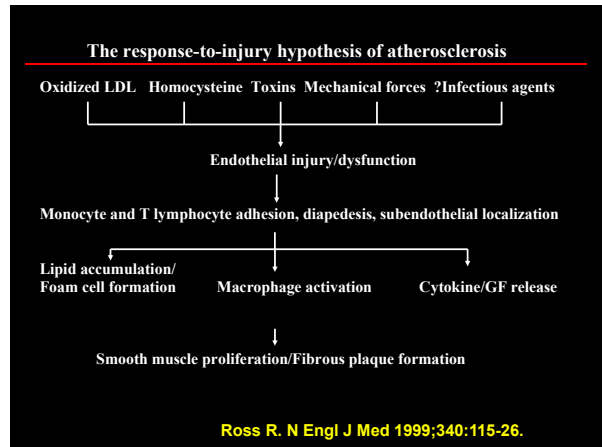 The response-to-injury hypothesis of atherosclerosis
Oxidized LDL Homocysteine Toxins Mechanical forces ?Infectious agents
Endothelial injury/dysfunction
Monocyte and T lymphocyte adhesion, diapedesis, subendothelial localization
Lipid accumulation/
Foam cell formation
Macrophage activation
Cytokine/GF release
Smooth muscle proliferation/Fibrous plaque formation
Ross R. N Engl J Med 1999;340:115-26.